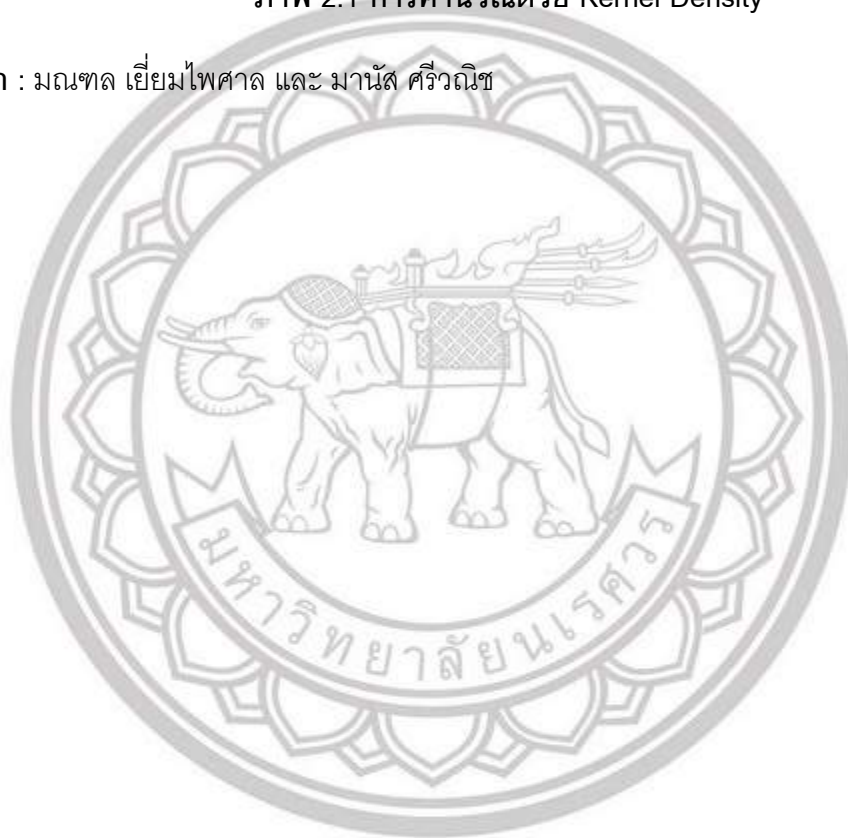 ภาพ 2.1 การคำนวณด้วย Kernel Density
: มณฑล เยี่ยมไพศาล และ มานัส ศรีวณิช
มหาวิทยาลัยนเรศวร